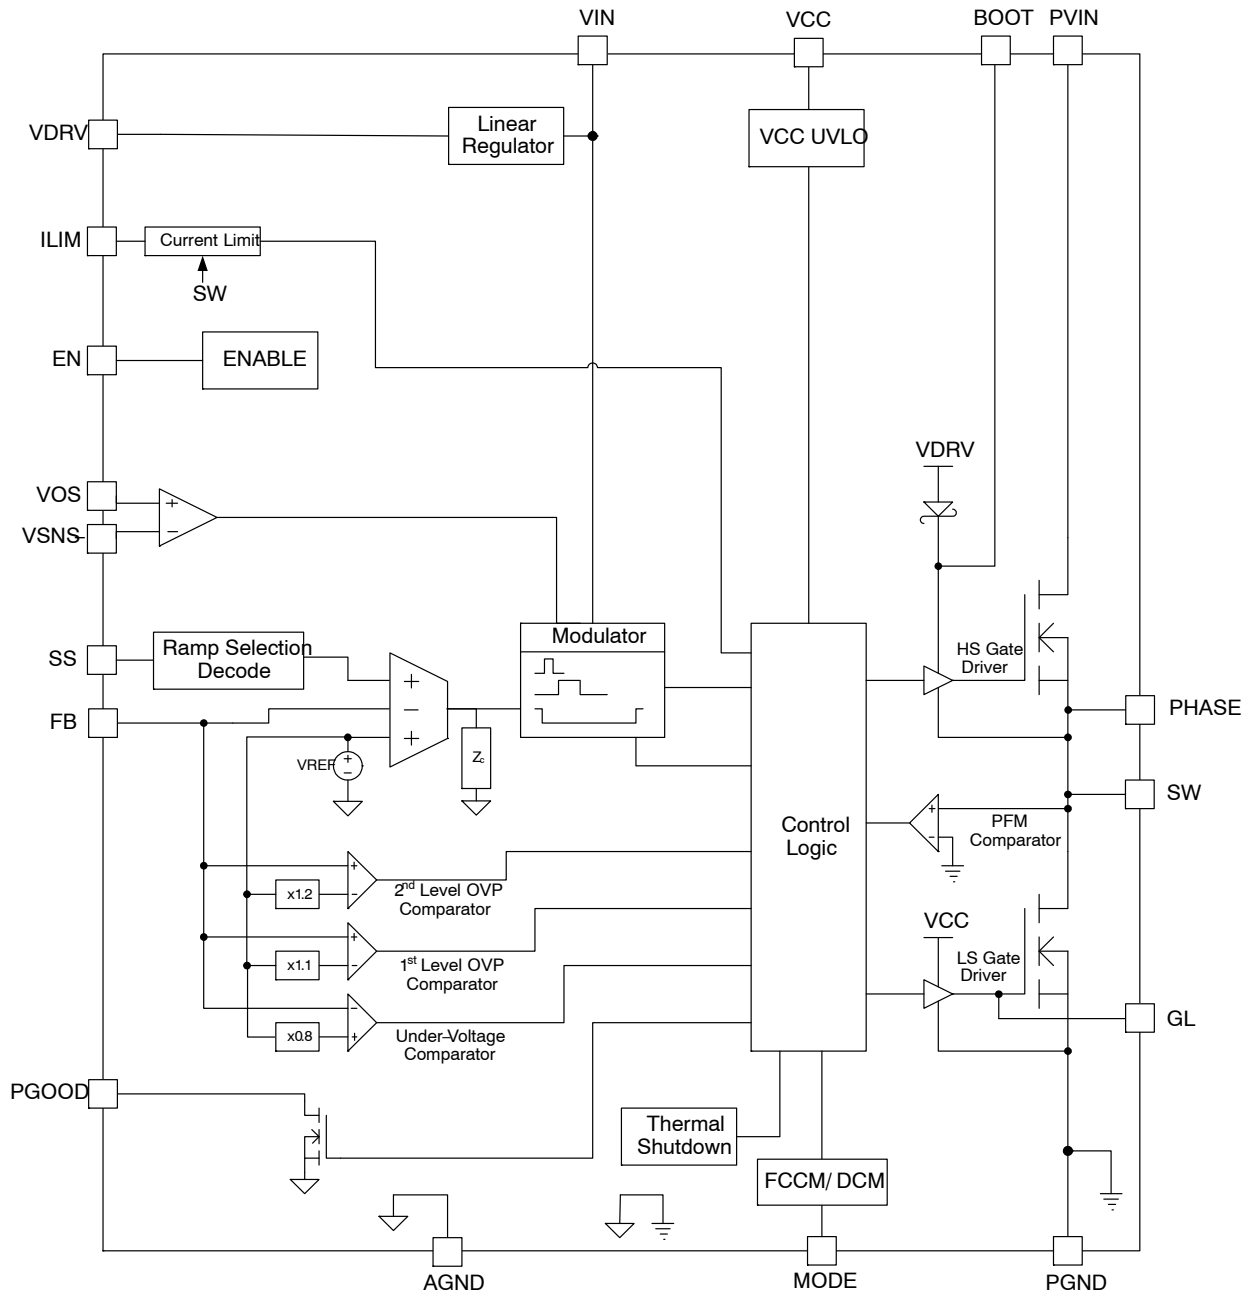 VIN
VCC
BOOT
PVIN
VDRV
Linear
Regulator
VCC UVLO
ILIM
Current Limit
SW
EN
ENABLE
VDRV
VOS
+
VSNS-
−
Modulator
SS
Ramp Selection
Decode
HS Gate
Driver
+
FB
−
PHASE
+
VREF
+
−
Zc
SW
+
PFM
Comparator
−
Control
Logic
+
x1.2
−
2nd Level OVP
Comparator
VCC
+
x1.1
−
1st Level OVP
Comparator
LS Gate
Driver
−
GL
x0.8
+
Under−Voltage
Comparator
PGOOD
Thermal
Shutdown
FCCM/ DCM
AGND
MODE
PGND